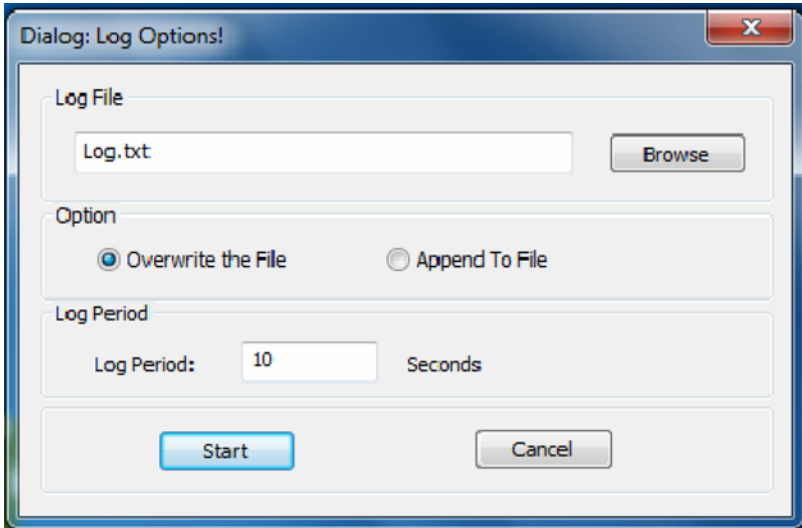 Dialog: Log Options!
Log File
Log.txt
Browse
Option
Overwrite the File
Append To File
Log Period
Log Period:
10
Seconds
Start
Cancel